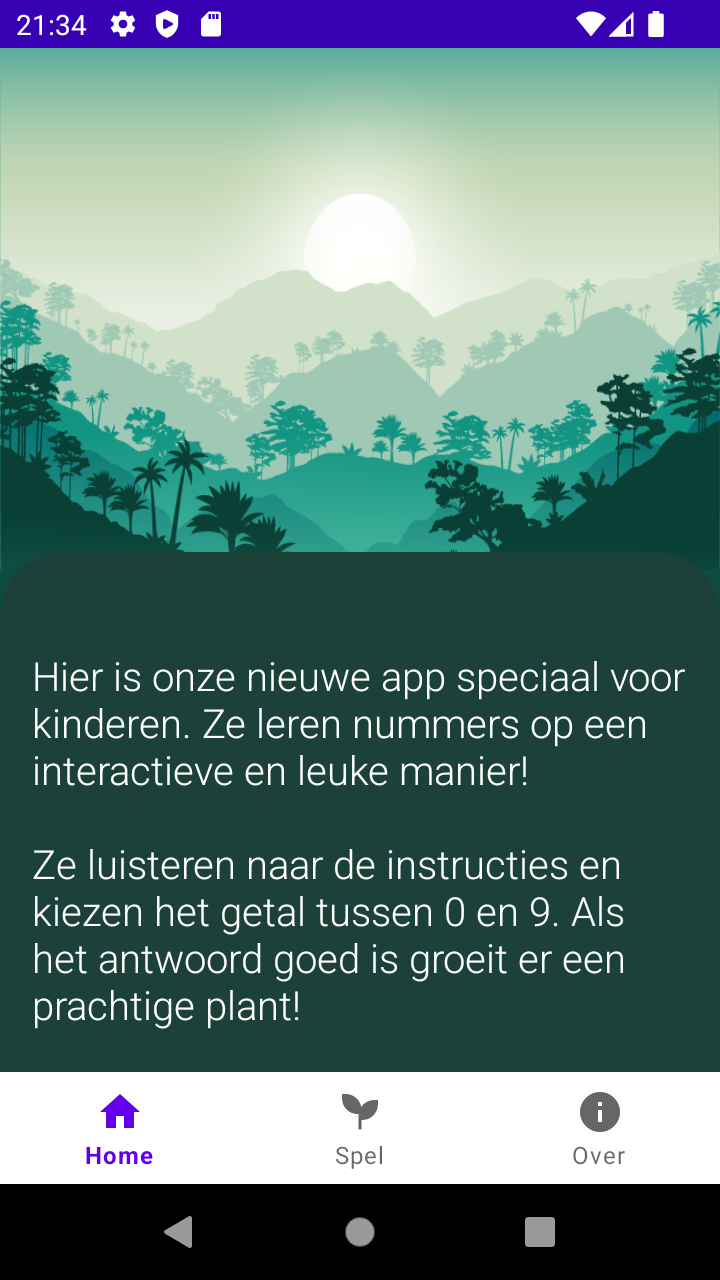 21:34
Hier is onze nieuwe app speciaal voor
kinderen. Ze leren nummers op een
interactieve en leuke manier!
Ze luisteren naar de instructies en
kiezen het getal tussen 0 en 9. Als
het antwoord goed is groeit er een
prachtige plant!
Home
Spel
Over